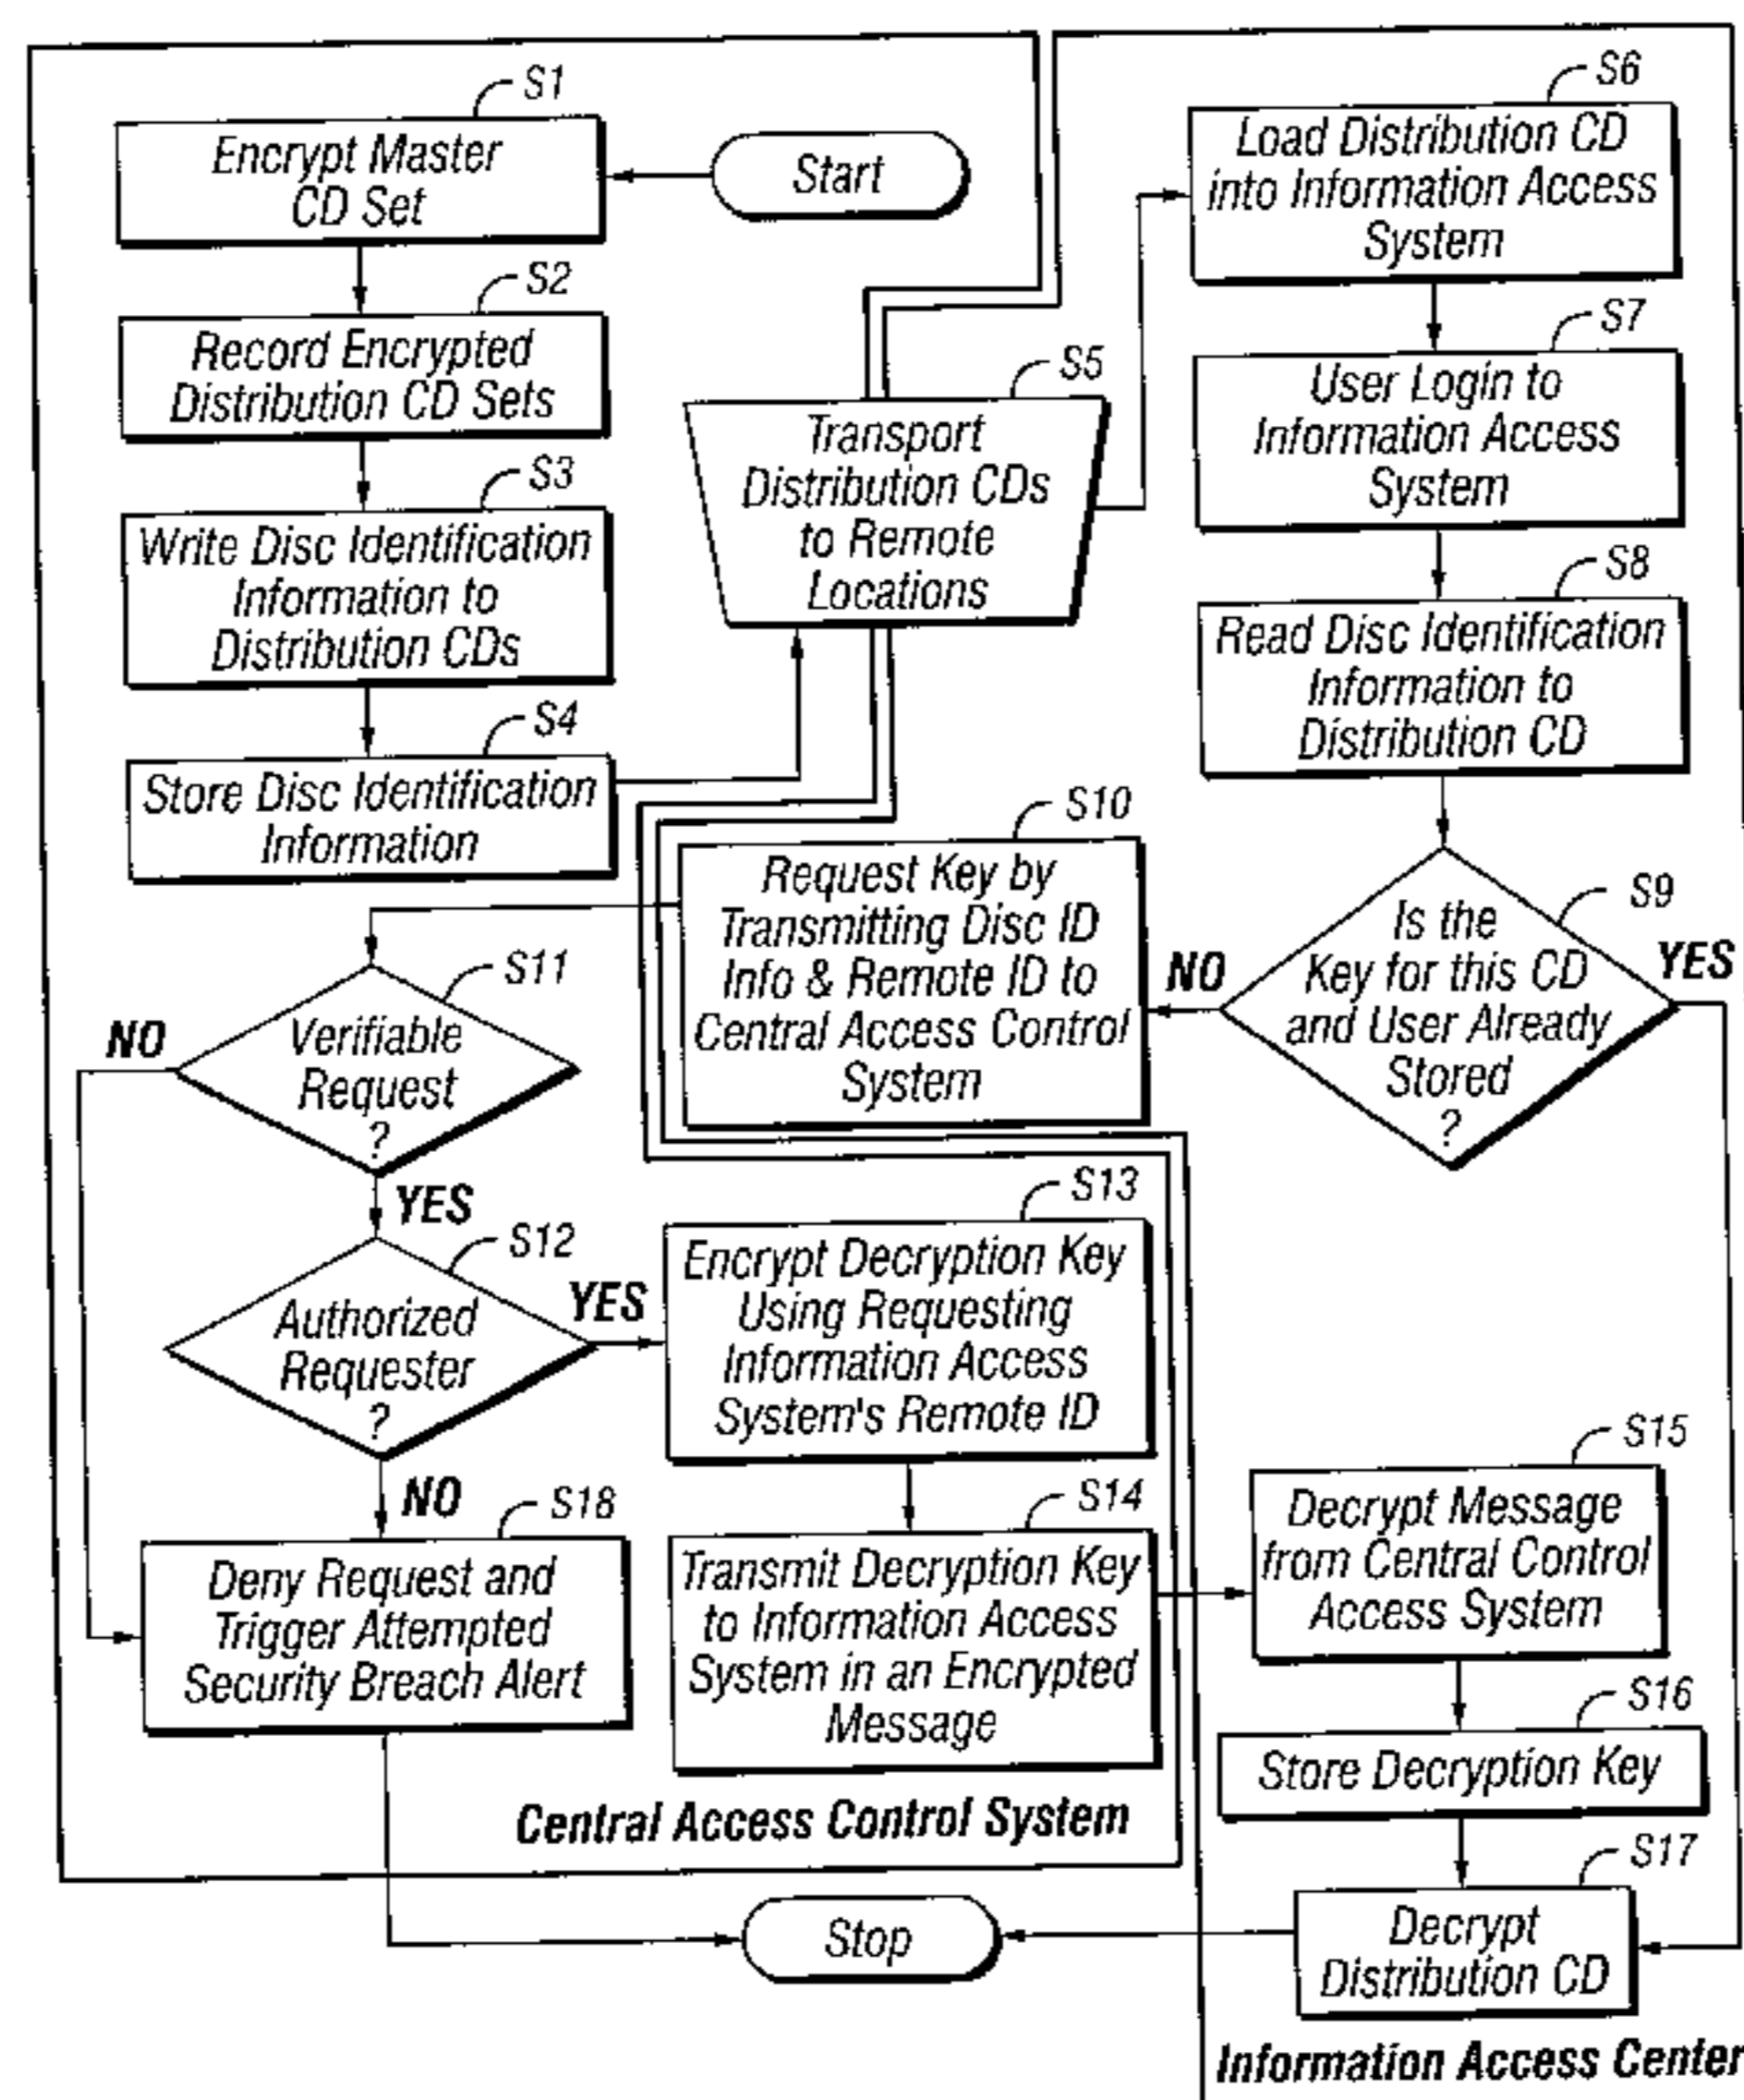 S1
Encrypt Master
CD Set
Start
S2
Record Encrypted
Distribution CD Sets
S3
Write Disc Identification
Information to
Distribution CDs
S4
Store Disc Identification
Information
S5
Transport
Distribution CDs
to Remote
Locations
S6
Load Distribution CD
into Information Access
System
S7
User Login to
Information Access
System
S8
Read Disc Identification
Information to
Distribution CD
S9
Is the
Key for this CD
and User Already
Stored
?
YES
NO
S10
Request Key by
Transmitting Disc ID
Info & Remote ID to
Central Access Control
System
S11
Verifiable
Request
?
NO
YES
S12
Authorized
Requester
?
YES
NO
S13
Encrypt Decryption Key
Using Requesting
Information Access
System's Remote ID
S14
Transmit Decryption Key
to Information Access
System in an Encrypted
Message
S15
Decrypt Message
from Central Control
Access System
S16
Store Decryption Key
S17
Decrypt
Distribution CD
S18
Deny Request and
Trigger Attempted
Security Breach Alert
Central Access Control System
Stop
Information Access Center